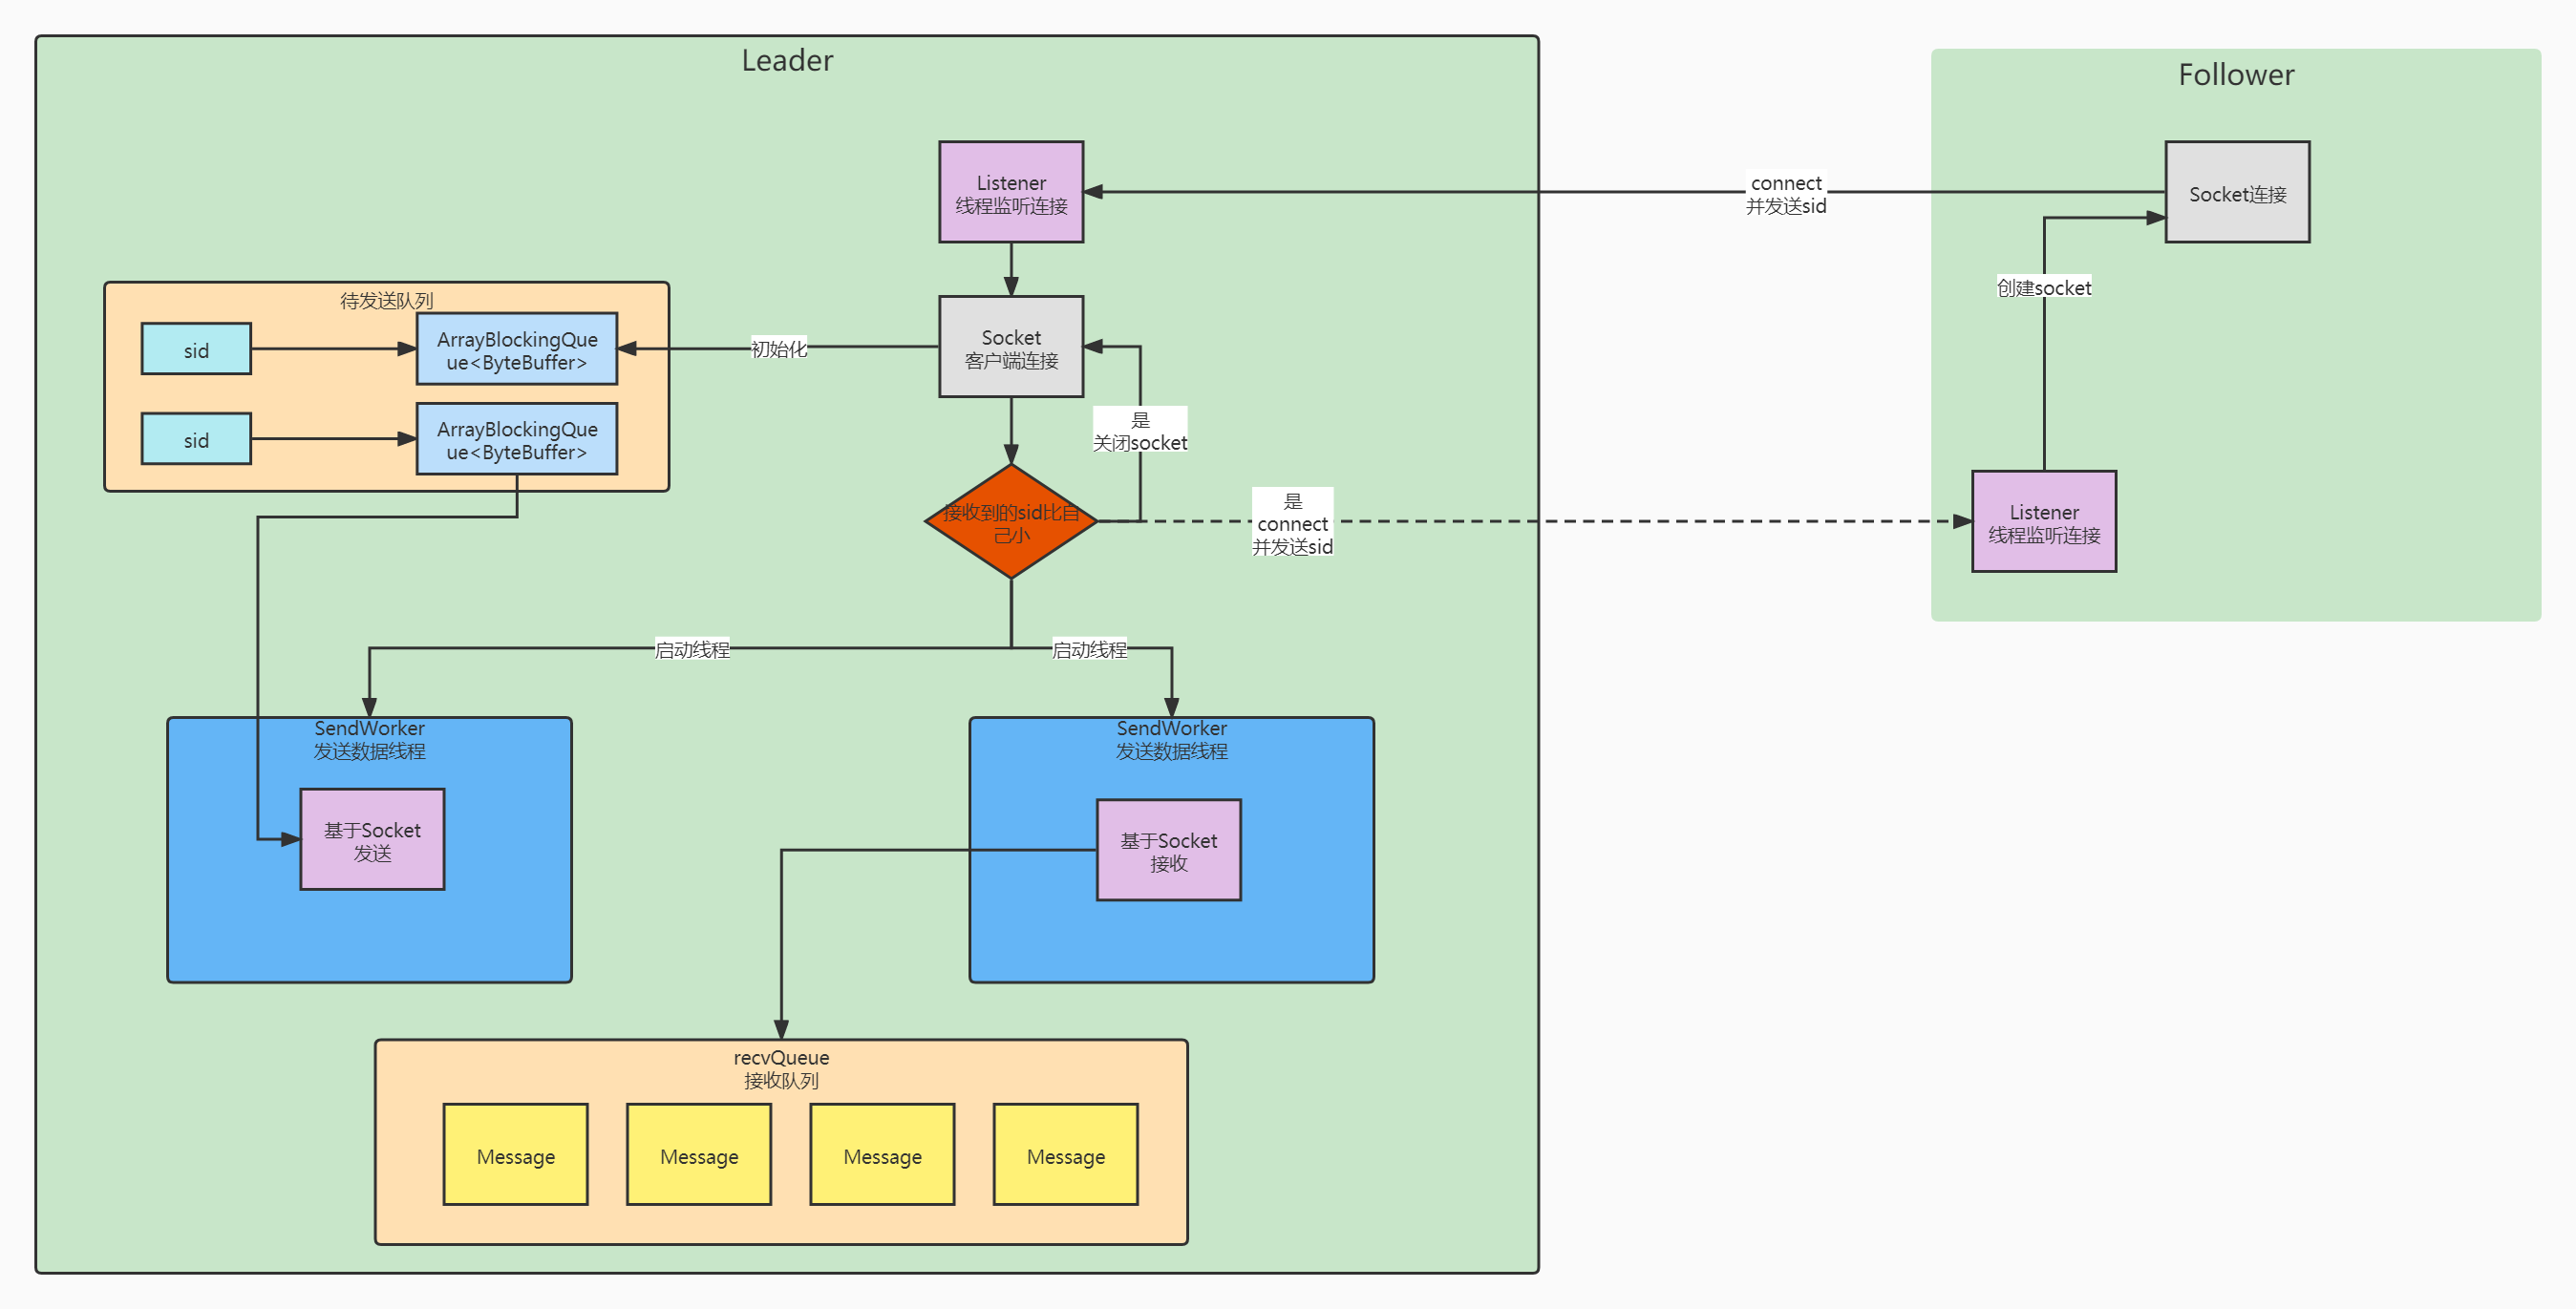 Leader
Follower
Listener
线程监听连接
connect
并发送sid
Socket连接
创建socket
待发送队列
sid
ArrayBlockingQue
ue<ByteBuffer>
初始化
Socket
客户端连接
sid
ArrayBlockingQue
ue<ByteBuffer>
是
关闭socket
接收到的sid比自
己小
是
connect
并发送sid
Listener
线程监听连接
启动线程
启动线程
SendWorker
发送数据线程
基于Socket
发送
SendWorker
发送数据线程
基于Socket
接收
recvQueue
接收队列
Message
Message
Message
Message